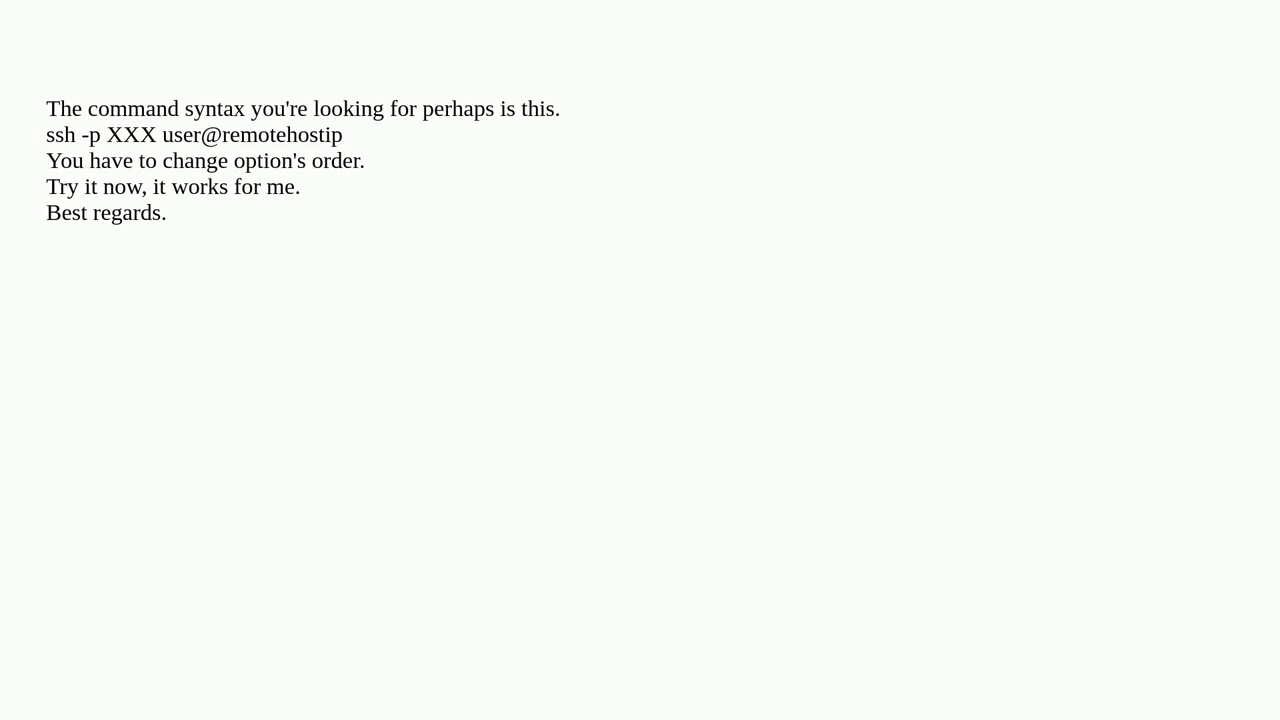 The command syntax you're looking for perhaps is this.
ssh -p XXX user@remotehostip
You have to change option's order.
Try it now, it works for me.
Best regards.